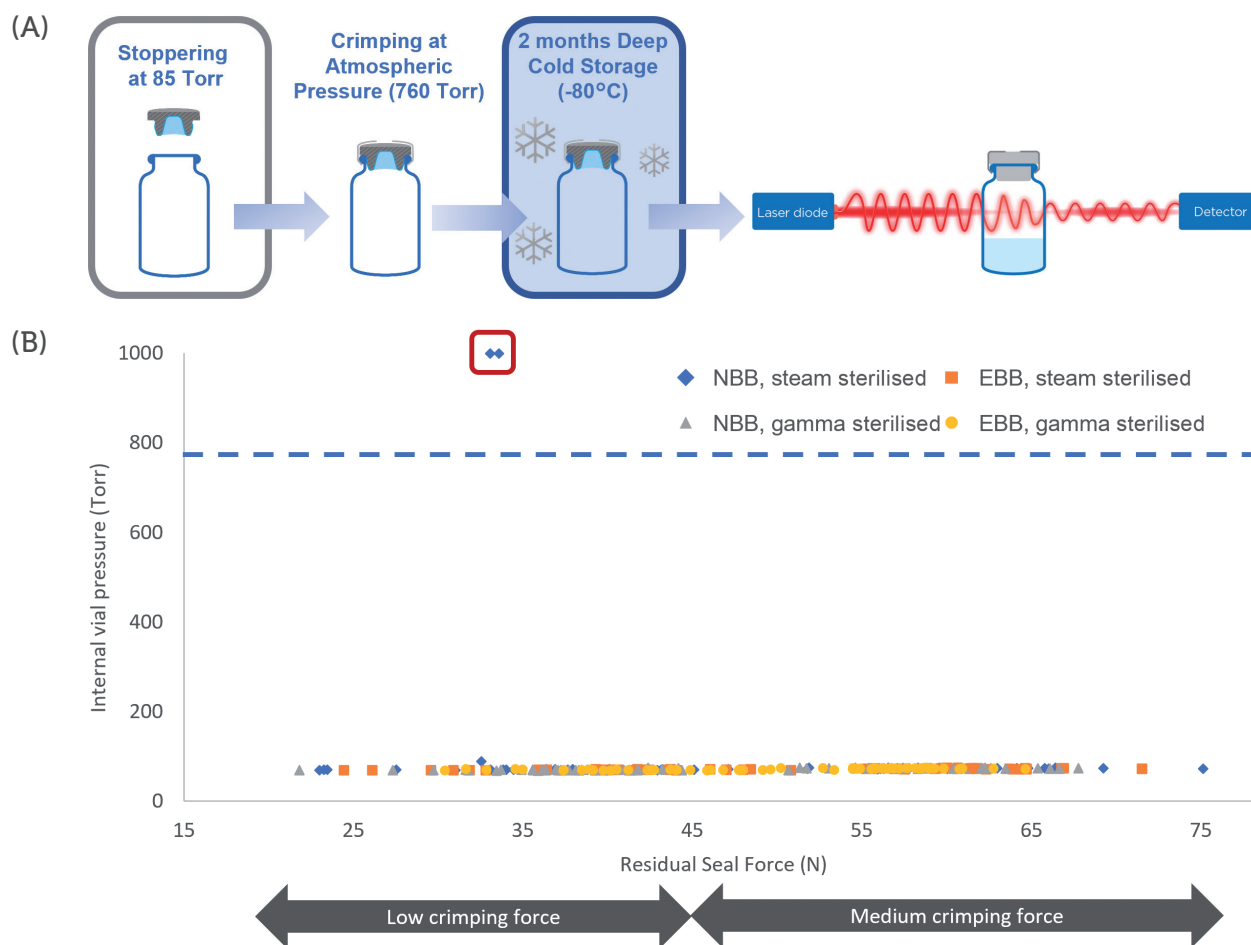 (A)
Stoppering
at 85 Torr
Crimping at
Atmospheric
Pressure (760 Torr)
2 months Deep
Cold Storage
(-80°C)
Laser diode
Detector
(B)
Internal vial pressure (Torr)
1000
800
600
400
200
0
NBB, steam sterilised
EBB, steam sterilised
NBB, gamma sterilised
EBB, gamma sterilised
15 25 35 45 55 65 75
Residual Seal Force (N)
Low crimping force
Medium crimping force